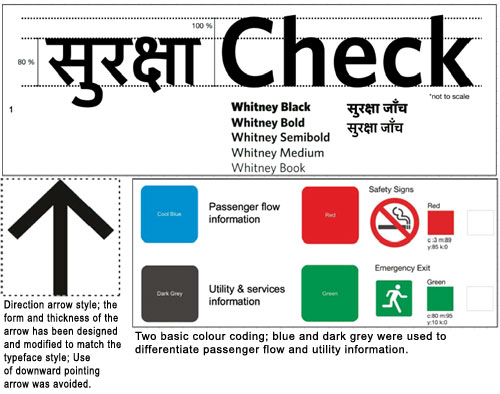 100 %
80 %
सुरक्षा Check
*not to scale
1
Whitney Black
Whitney Bold
Whitney Semibold
Whitney Medium
Whitney Book
सुरक्षा जाँच
सुरक्षा जाँच
Direction arrow style; the
form and thickness of the
arrow has been designed
and modified to match the
typeface style; Use
of downward pointing
arrow was avoided.
Cool Blue
Passenger flow
information
Dark Grey
Utility & services
information
Red
Safety Signs
Red
c:3 m:89
y:85 k:0
Green
Emergency Exit
Green
c:80 m:95
y:10 k:0
Two basic colour coding; blue and dark grey were used to
differentiate passenger flow and utility information.